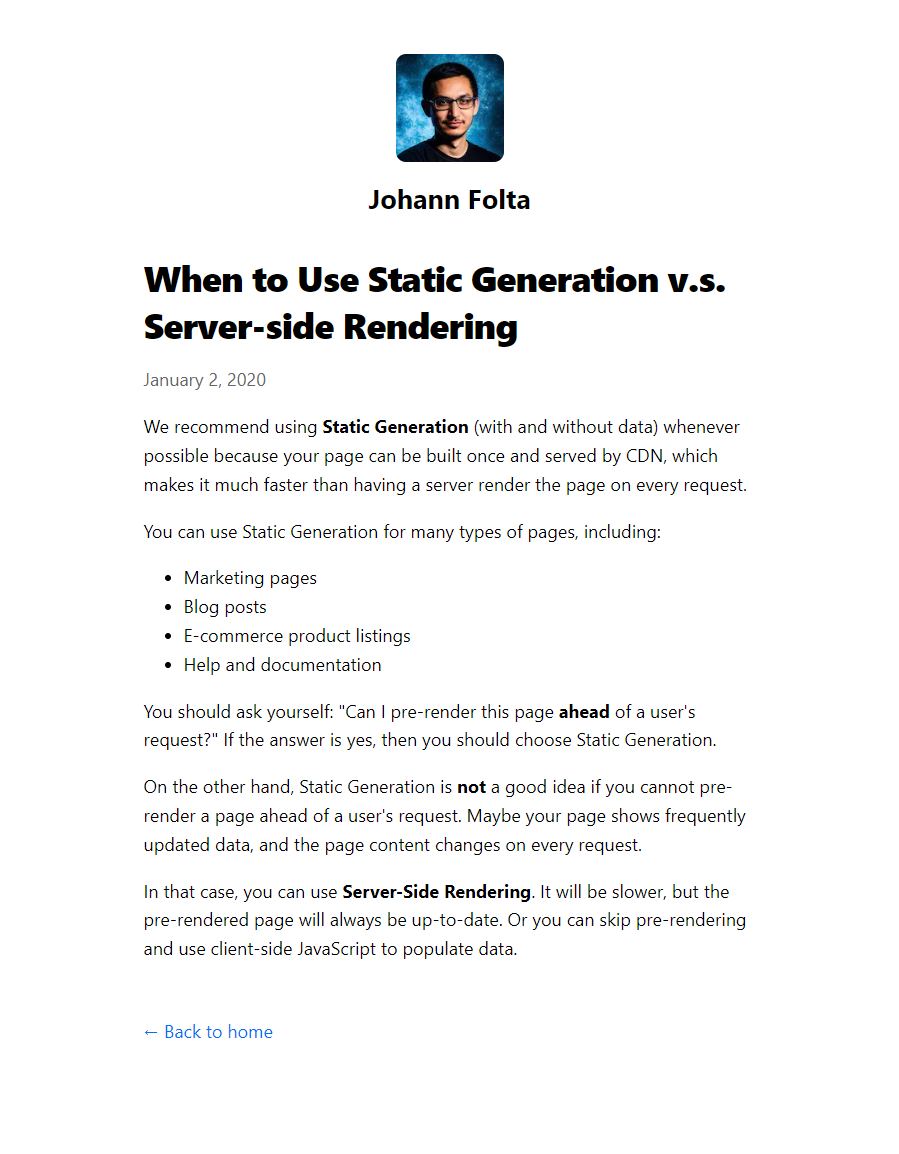 Johann Folta
When to Use Static Generation v.s.
Server-side Rendering
January 2, 2020
We recommend using Static Generation (with and without data) whenever
possible because your page can be built once and served by CDN, which
makes it much faster than having a server render the page on every request.
You can use Static Generation for many types of pages, including:
• Marketing pages
• Blog posts
• E-commerce product listings
• Help and documentation
You should ask yourself: "Can I pre-render this page ahead of a user's
request?" If the answer is yes, then you should choose Static Generation.
On the other hand, Static Generation is not a good idea if you cannot pre-
render a page ahead of a user's request. Maybe your page shows frequently
updated data, and the page content changes on every request.
In that case, you can use Server-Side Rendering. It will be slower, but the
pre-rendered page will always be up-to-date. Or you can skip pre-rendering
and use client-side JavaScript to populate data.
← Back to home